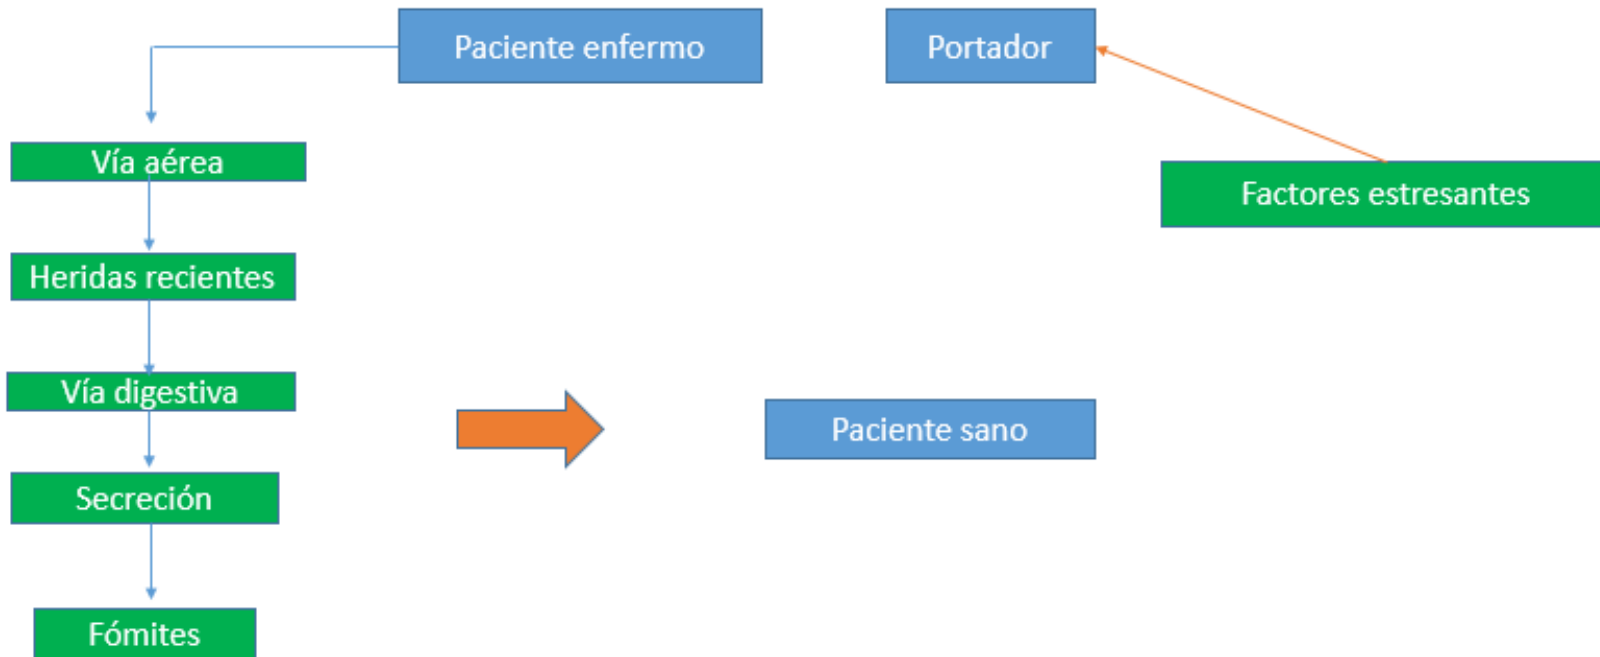 Paciente enfermo
Portador
Vía aérea
Factores estresantes
Heridas recientes
Vía digestiva
Paciente sano
Secreción
Fómites